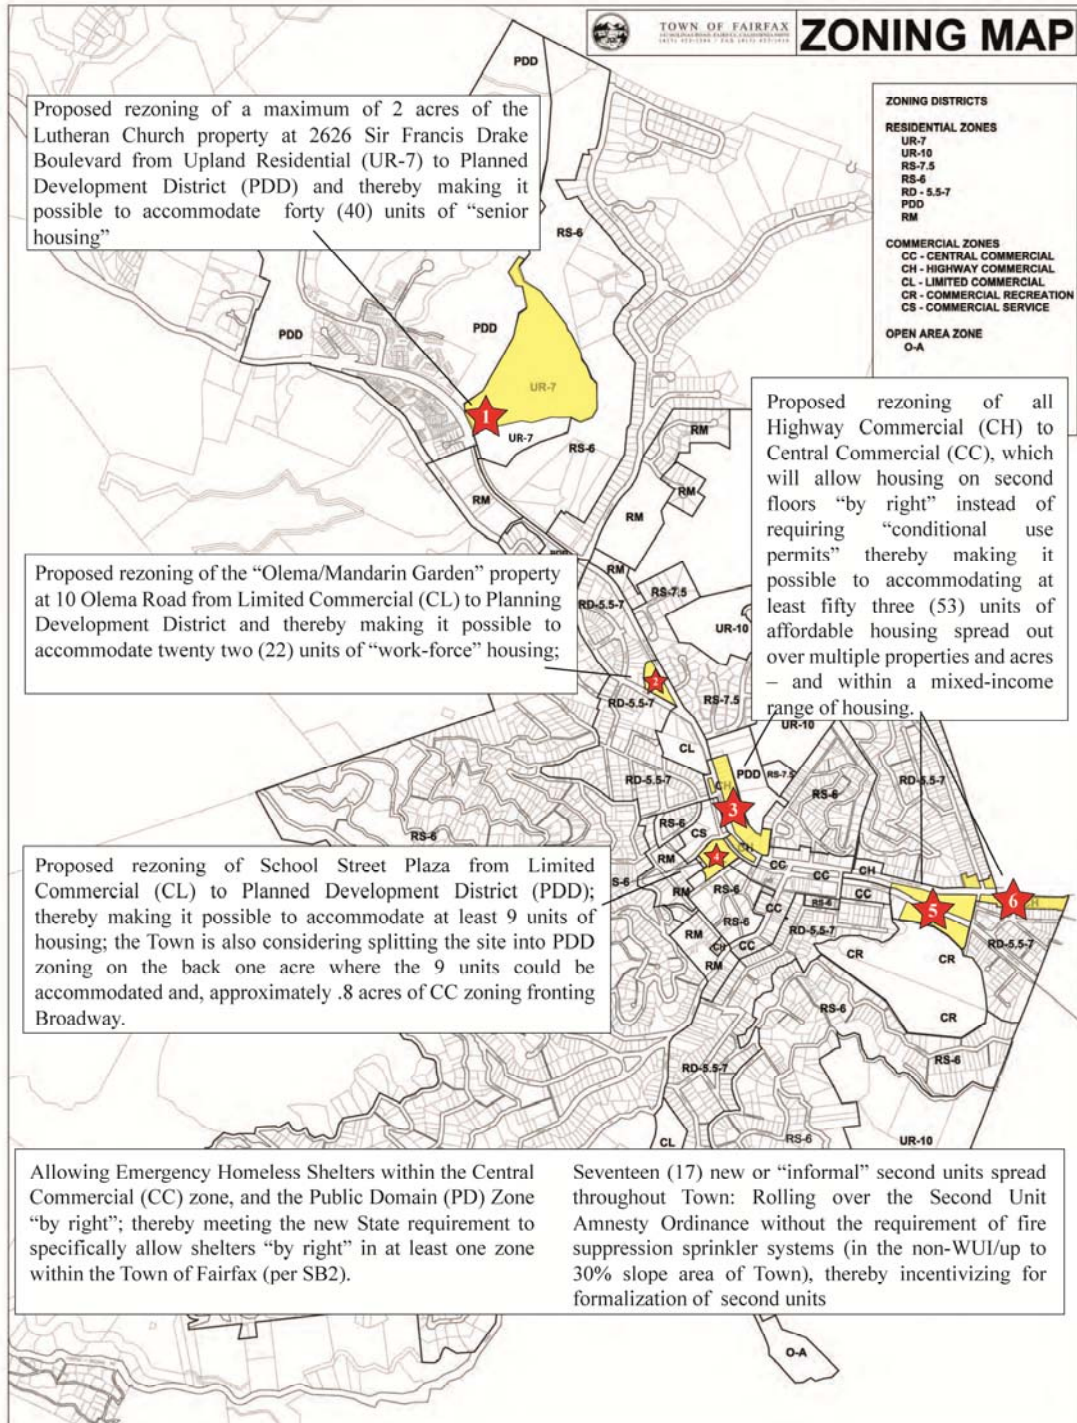 TOWN OF FAIRFAX
ZONING MAP
PDD
Proposed rezoning of a maximum of 2 acres of the
Lutheran Church property at 2626 Sir Francis Drake
Boulevard from Upland Residential (UR-7) to Planned
Development District (PDD) and thereby making it
possible to accommodate forty (40) units of “senior
housing”
ZONING DISTRICTS
RESIDENTIAL ZONES
UR-7
UR-10
RS-7.5
RS-6
RD - 5.5-7
PDD
RM
COMMERCIAL ZONES
CC - CENTRAL COMMERCIAL
CH - HIGHWAY COMMERCIAL
CL - LIMITED COMMERCIAL
CR - COMMERCIAL RECREATION
CS - COMMERCIAL SERVICE
OPEN AREA ZONE
O-A
RS-6
PDD
PDD
UR-7
1
UR-7
RS-6
RM
RM
RM
RM
Proposed rezoning of all
Highway Commercial (CH) to
Central Commercial (CC), which
will allow housing on second
floors “by right” instead of
requiring “conditional use
permits” thereby making it
possible to accommodating at
least fifty three (53) units of
affordable housing spread out
over multiple properties and acres
– and within a mixed-income
range of housing.
Proposed rezoning of the “Olema/Mandarin Garden” property
at 10 Olema Road from Limited Commercial (CL) to Planning
Development District and thereby making it possible to
accommodate twenty two (22) units of “work-force” housing;
RM
RS-7.5
RD-5.5-7
UR-10
2
RD-5.5-7
RS-7.5
UR-10
CL
RD-5.5-7
PDD
RS-7.5
CH
RS-6
RD-5.5-7
3
RS-6
RS-6
CS
CH
4
RM
CC
CC
CH
CC
RS-6
RM
RS-6
RS-6
5
6
CH
Proposed rezoning of School Street Plaza from Limited
Commercial (CL) to Planned Development District (PDD);
thereby making it possible to accommodate at least 9 units of
housing; the Town is also considering splitting the site into PDD
zoning on the back one acre where the 9 units could be
accommodated and, approximately .8 acres of CC zoning fronting
Broadway.
RS-6
CC
RM
RS-6
CC
CH
RM
RD-5.5-7
RD-5.5-7
CR
CR
CR
RS-6
RS-6
RD-5.5-7
CL
RS-6
UR-10
Allowing Emergency Homeless Shelters within the Central
Commercial (CC) zone, and the Public Domain (PD) Zone
“by right”; thereby meeting the new State requirement to
specifically allow shelters “by right” in at least one zone
within the Town of Fairfax (per SB2).
Seventeen (17) new or “informal” second units spread
throughout Town: Rolling over the Second Unit
Amnesty Ordinance without the requirement of fire
suppression sprinkler systems (in the non-WUI/up to
30% slope area of Town), thereby incentivizing for
formalization of second units
O-A